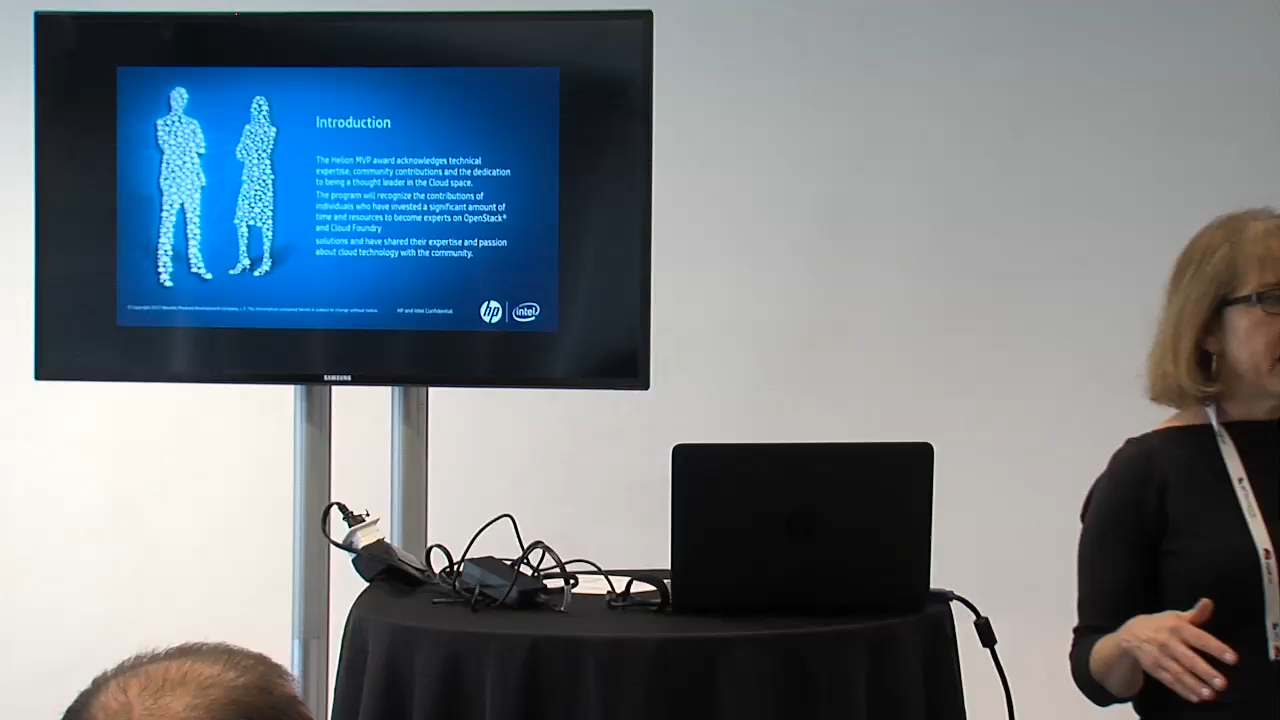 Introduction
The Helion MVP award acknowledges technical
expertise, community contributions and the dedication
to being a thought leader in the Cloud space.
The program will recognize the contributions of
individuals who have invested a significant amount of
time and resources to become experts on OpenStack®
and Cloud Foundry
solutions and have shared their expertise and passion
about cloud technology with the community.
HP and Intel Confidential
hp
intel
SAMSUNG